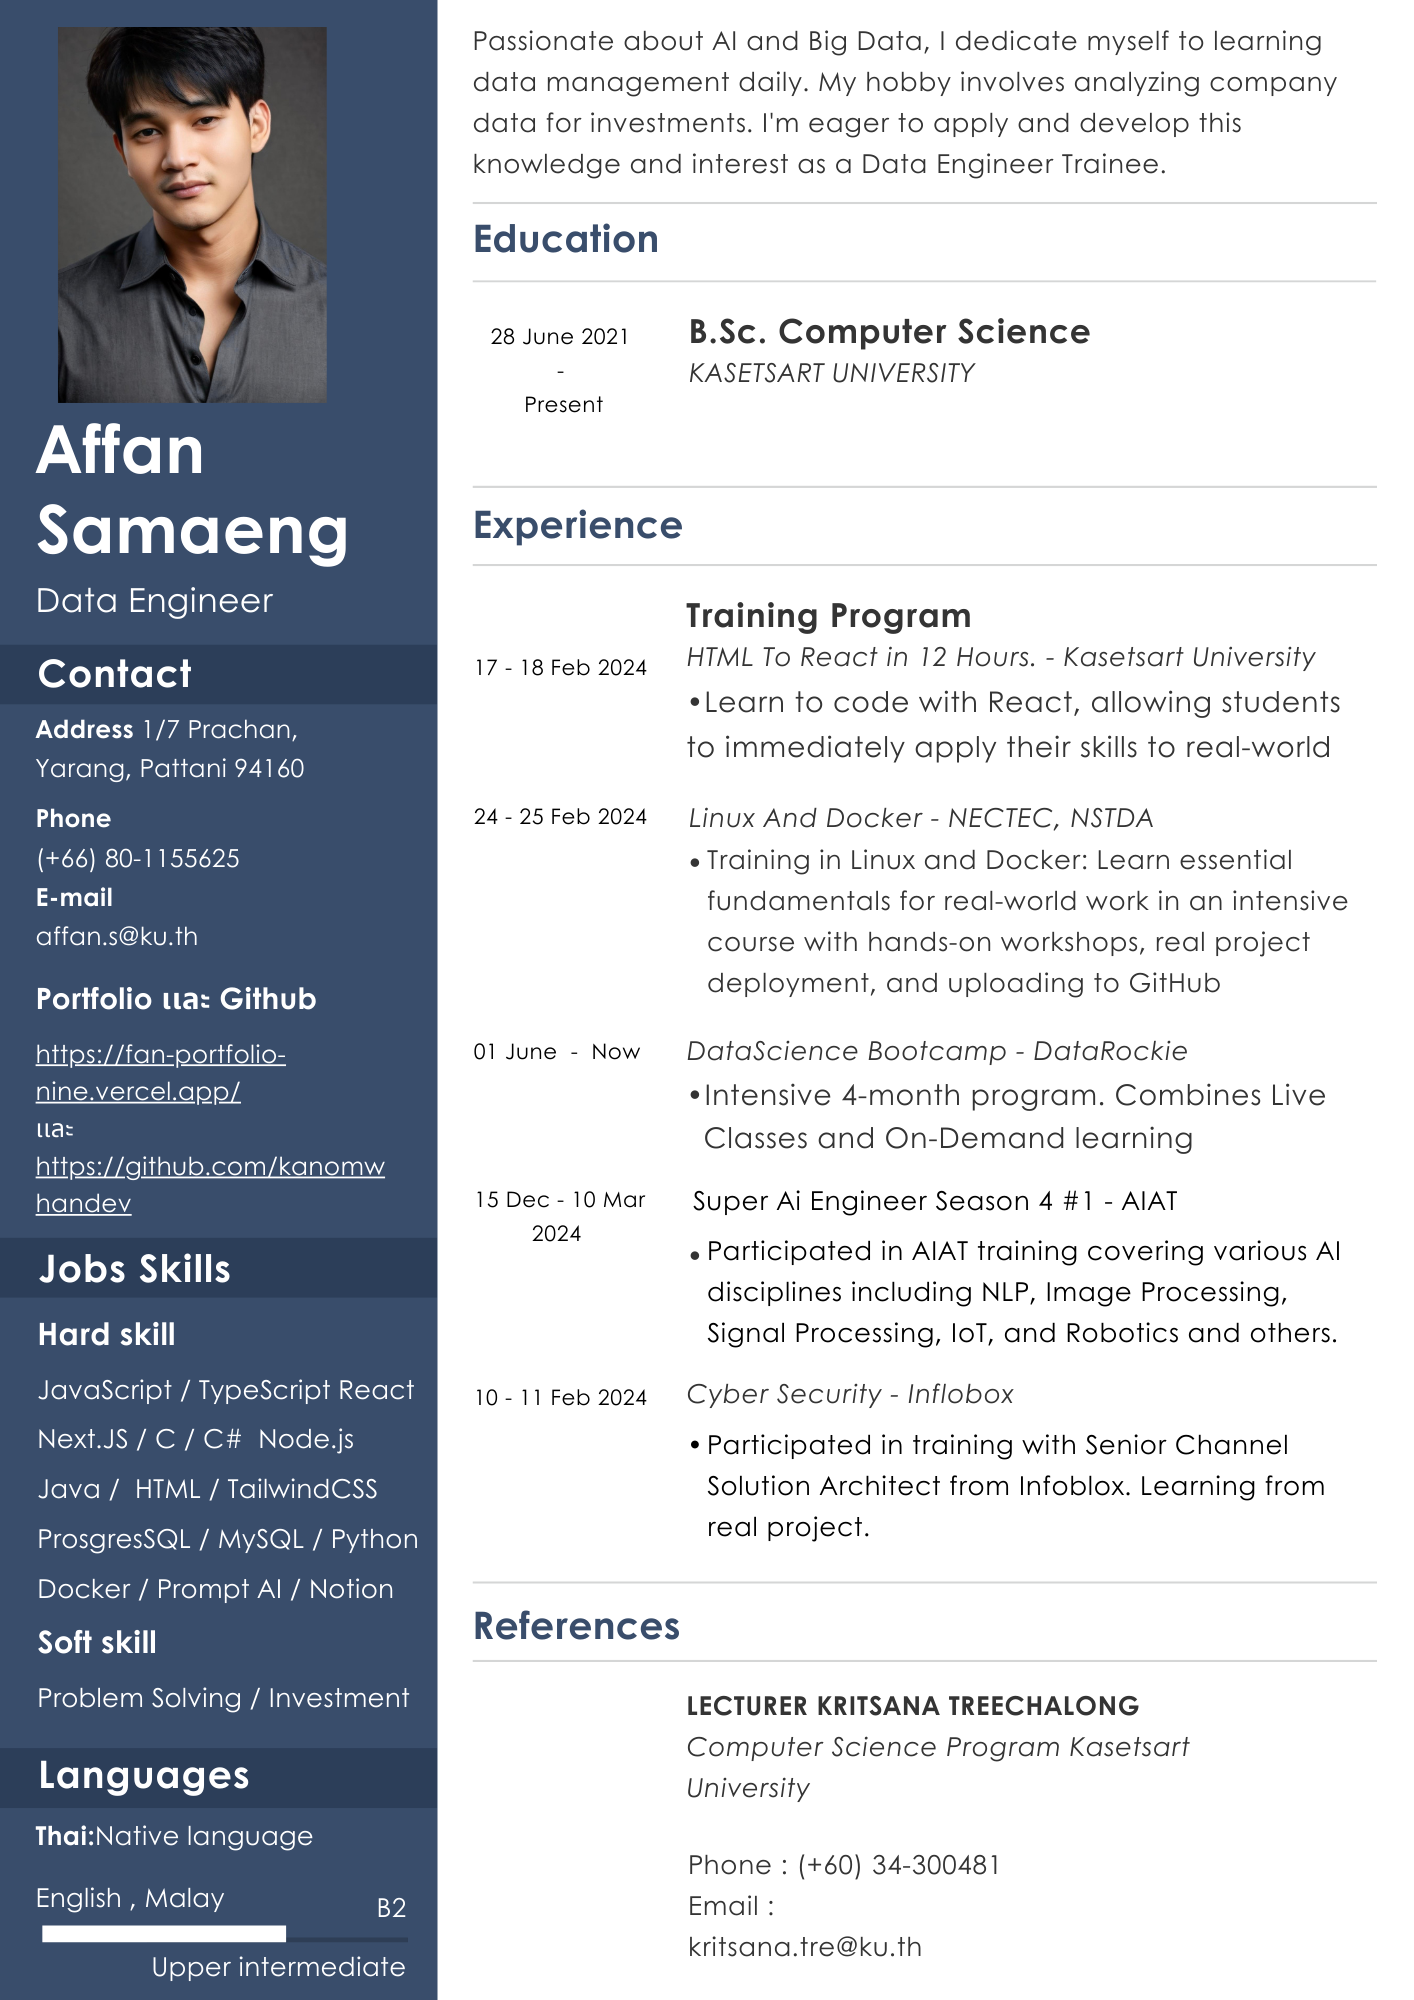 Affan
Samaeng
Data Engineer
Contact
Address 1/7 Prachan,
Yarang, Pattani 94160
Phone
(+66) 80-1155625
E-mail
affan.s@ku.th
Portfolio และ Github
https://fan-portfolio-
nine.vercel.app/
และ
https://github.com/kanomw
handev
Jobs Skills
Hard skill
JavaScript / TypeScript React
Next.JS / C / C#  Node.js
Java /  HTML / TailwindCSS
ProsgresSQL / MySQL / Python
Docker / Prompt AI / Notion
Soft skill
Problem Solving / Investment
Languages
Thai:Native language
English , Malay
B2
Upper intermediate
Passionate about AI and Big Data, I dedicate myself to learning
data management daily. My hobby involves analyzing company
data for investments. I'm eager to apply and develop this
knowledge and interest as a Data Engineer Trainee.
Education
28 June 2021
-
Present
B.Sc. Computer Science
KASETSART UNIVERSITY
Experience
Training Program
17 - 18 Feb 2024
HTML To React in 12 Hours. - Kasetsart University
•Learn to code with React, allowing students
to immediately apply their skills to real-world
24 - 25 Feb 2024
Linux And Docker - NECTEC, NSTDA
• Training in Linux and Docker: Learn essential
fundamentals for real-world work in an intensive
course with hands-on workshops, real project
deployment, and uploading to GitHub
01 June  -  Now
DataScience Bootcamp - DataRockie
•Intensive 4-month program. Combines Live
Classes and On-Demand learning
15 Dec - 10 Mar
2024
Super Ai Engineer Season 4 #1 - AIAT
• Participated in AIAT training covering various AI
disciplines including NLP, Image Processing,
Signal Processing, IoT, and Robotics and others.
10 - 11 Feb 2024
Cyber Security - Inflobox
• Participated in training with Senior Channel
Solution Architect from Infoblox. Learning from
real project.
References
LECTURER KRITSANA TREECHALONG
Computer Science Program Kasetsart
University
Phone : (+60) 34-300481
Email :
kritsana.tre@ku.th